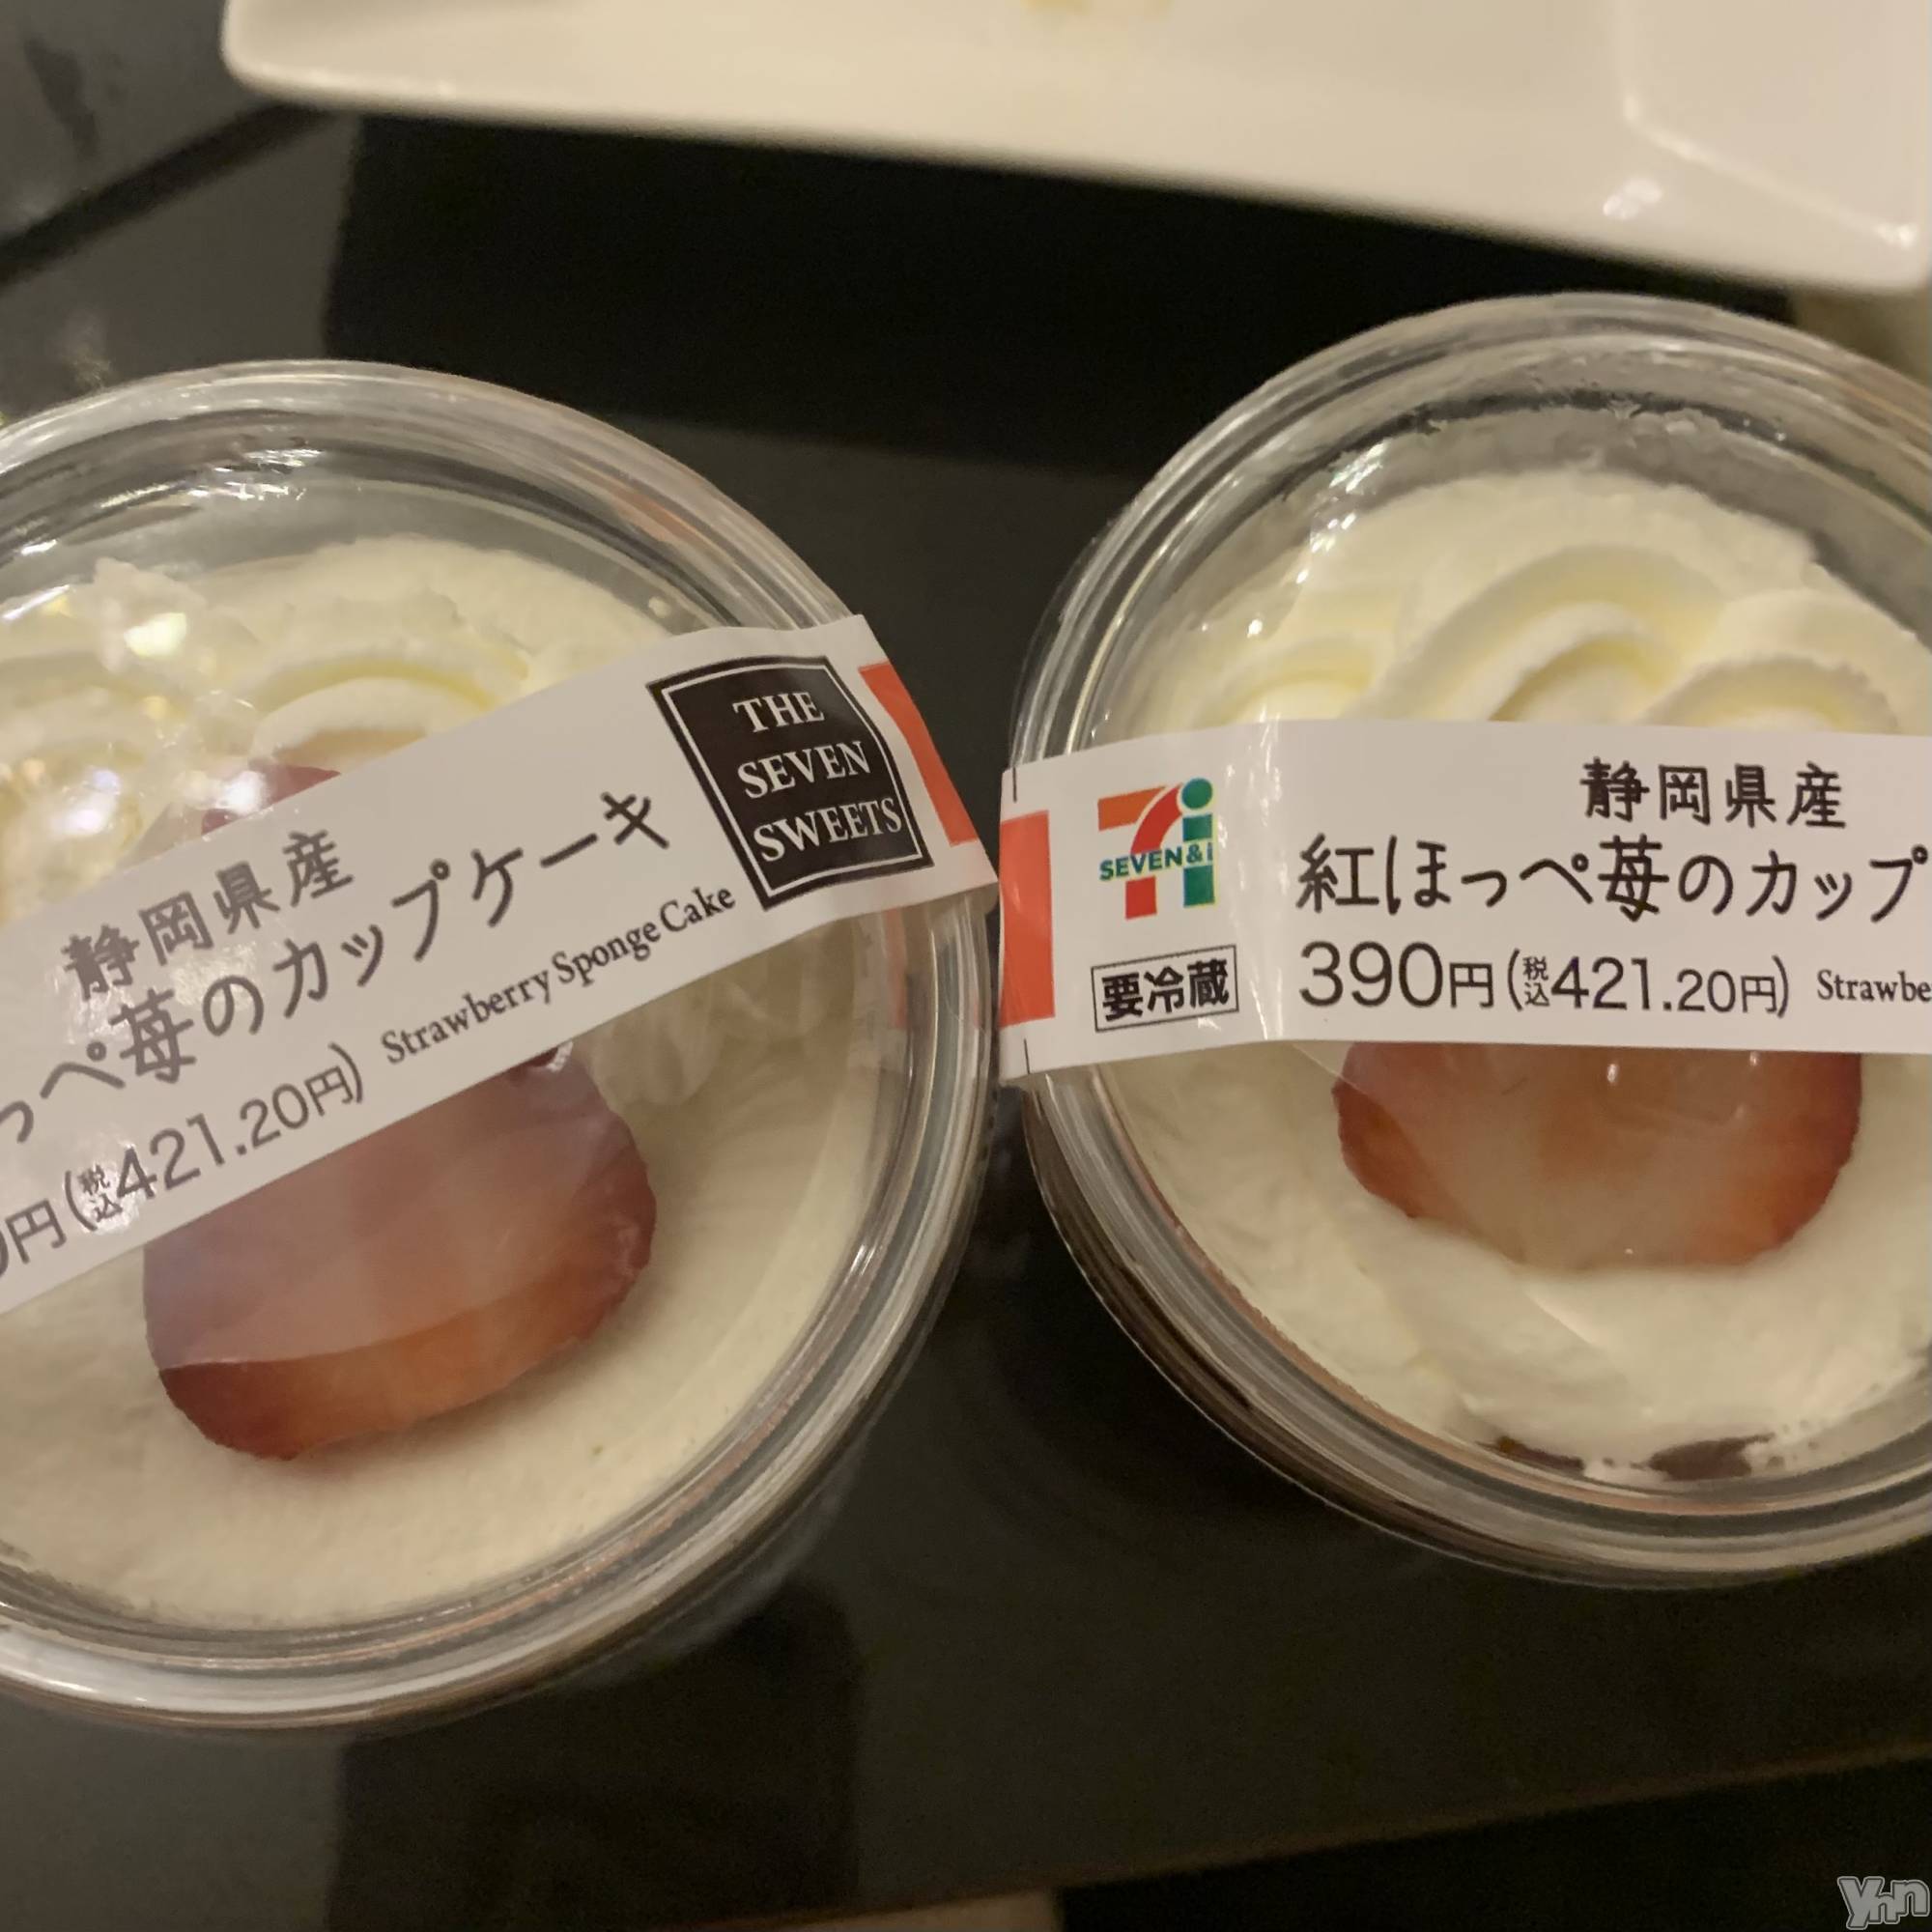 静岡県産
っぺ苺のカップケーキ
円(税込421.20円) Strawberry Sponge Cake
THE
SEVEN
SWEETS
SEVEN&i
要冷蔵
静岡県産
紅ほっぺ苺のカップ
390円(税込421.20円) Strawbe
Ynn